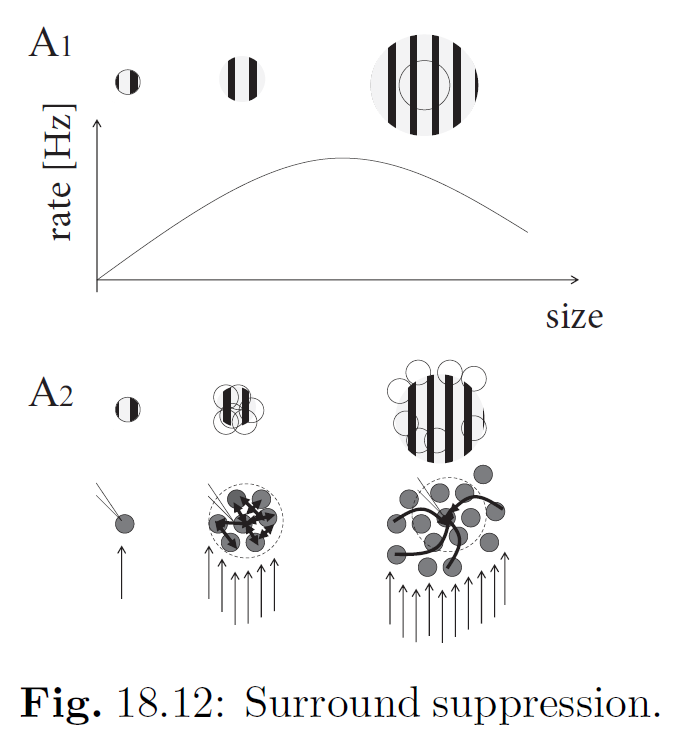 A1
rate [Hz]
size
A2
Fig. 18.12: Surround suppression.